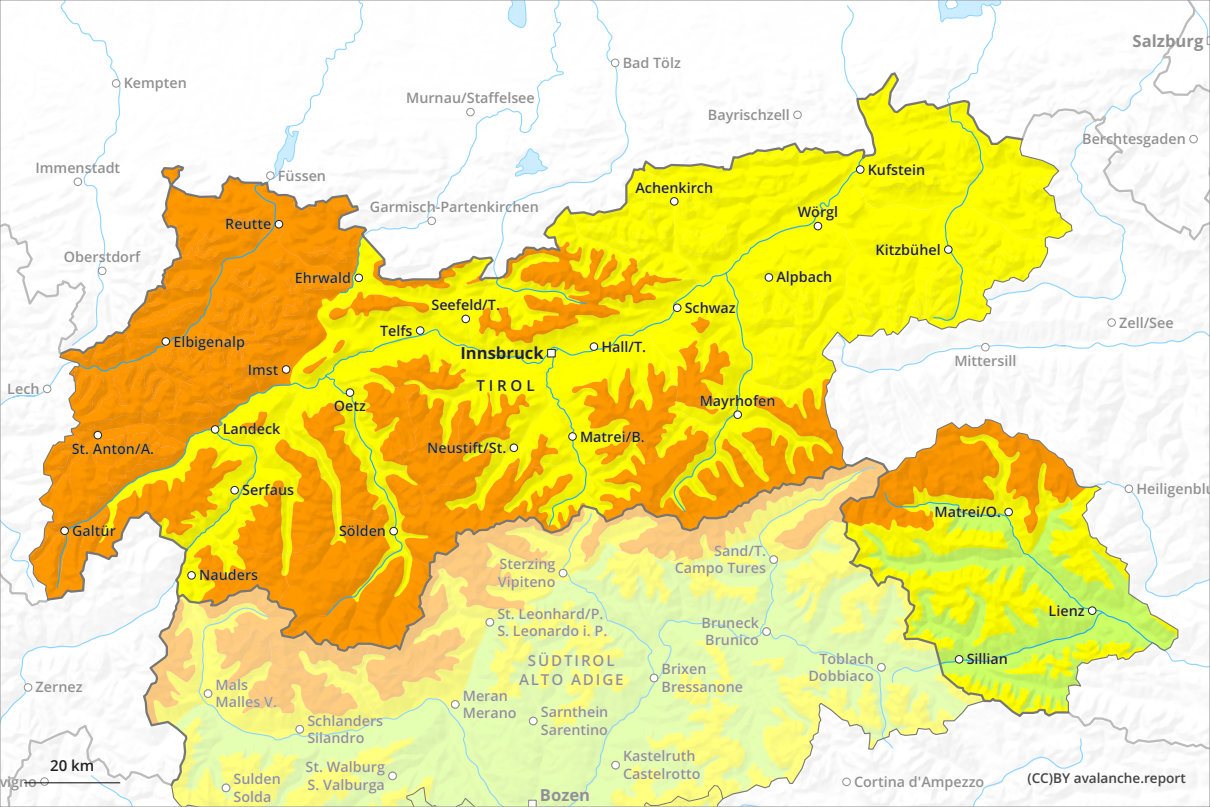 Salzburg
Kempten
Bad Tölz
Murnau/Staffelsee
Bayrischzell
Berchtesgaden
Immenstadt
Füssen
Kufstein
Achenkirch
Garmisch-Partenkirchen
Wörgl
Reutte
Kitzbühel
Oberstdorf
Ehrwald
Alpbach
Seefeld/T.
Schwaz
Telfs
Zell/See
Elbigenalp
Innsbruck
Hall/T.
Mittersill
Imst
TIROL
Lech
Oetz
Mayrhofen
Landeck
Matrei/B.
St. Anton/A.
Neustift/St.
Serfaus
Heiligenblu
Matrei/O.
Galtür
Sölden
Sand/T.
Campo Tures
Sterzing
Vipiteno
Nauders
St. Leonhard/P.
S. Leonardo i. P.
Lienz
Bruneck
Brunico
SÜDTIROL
ALTO ADIGE
Sillian
Toblach
Dobbiaco
Brixen
Bressanone
Zernez
Mals
Malles V.
Meran
Merano
Sarnthein
Sarentino
Schlanders
Silandro
Kastelruth
Castelrotto
St. Walburg
S. Valburga
20 km
vigno
Sulden
Solda
Cortina d'Ampezzo
(CC)BY avalanche.report
Bozen